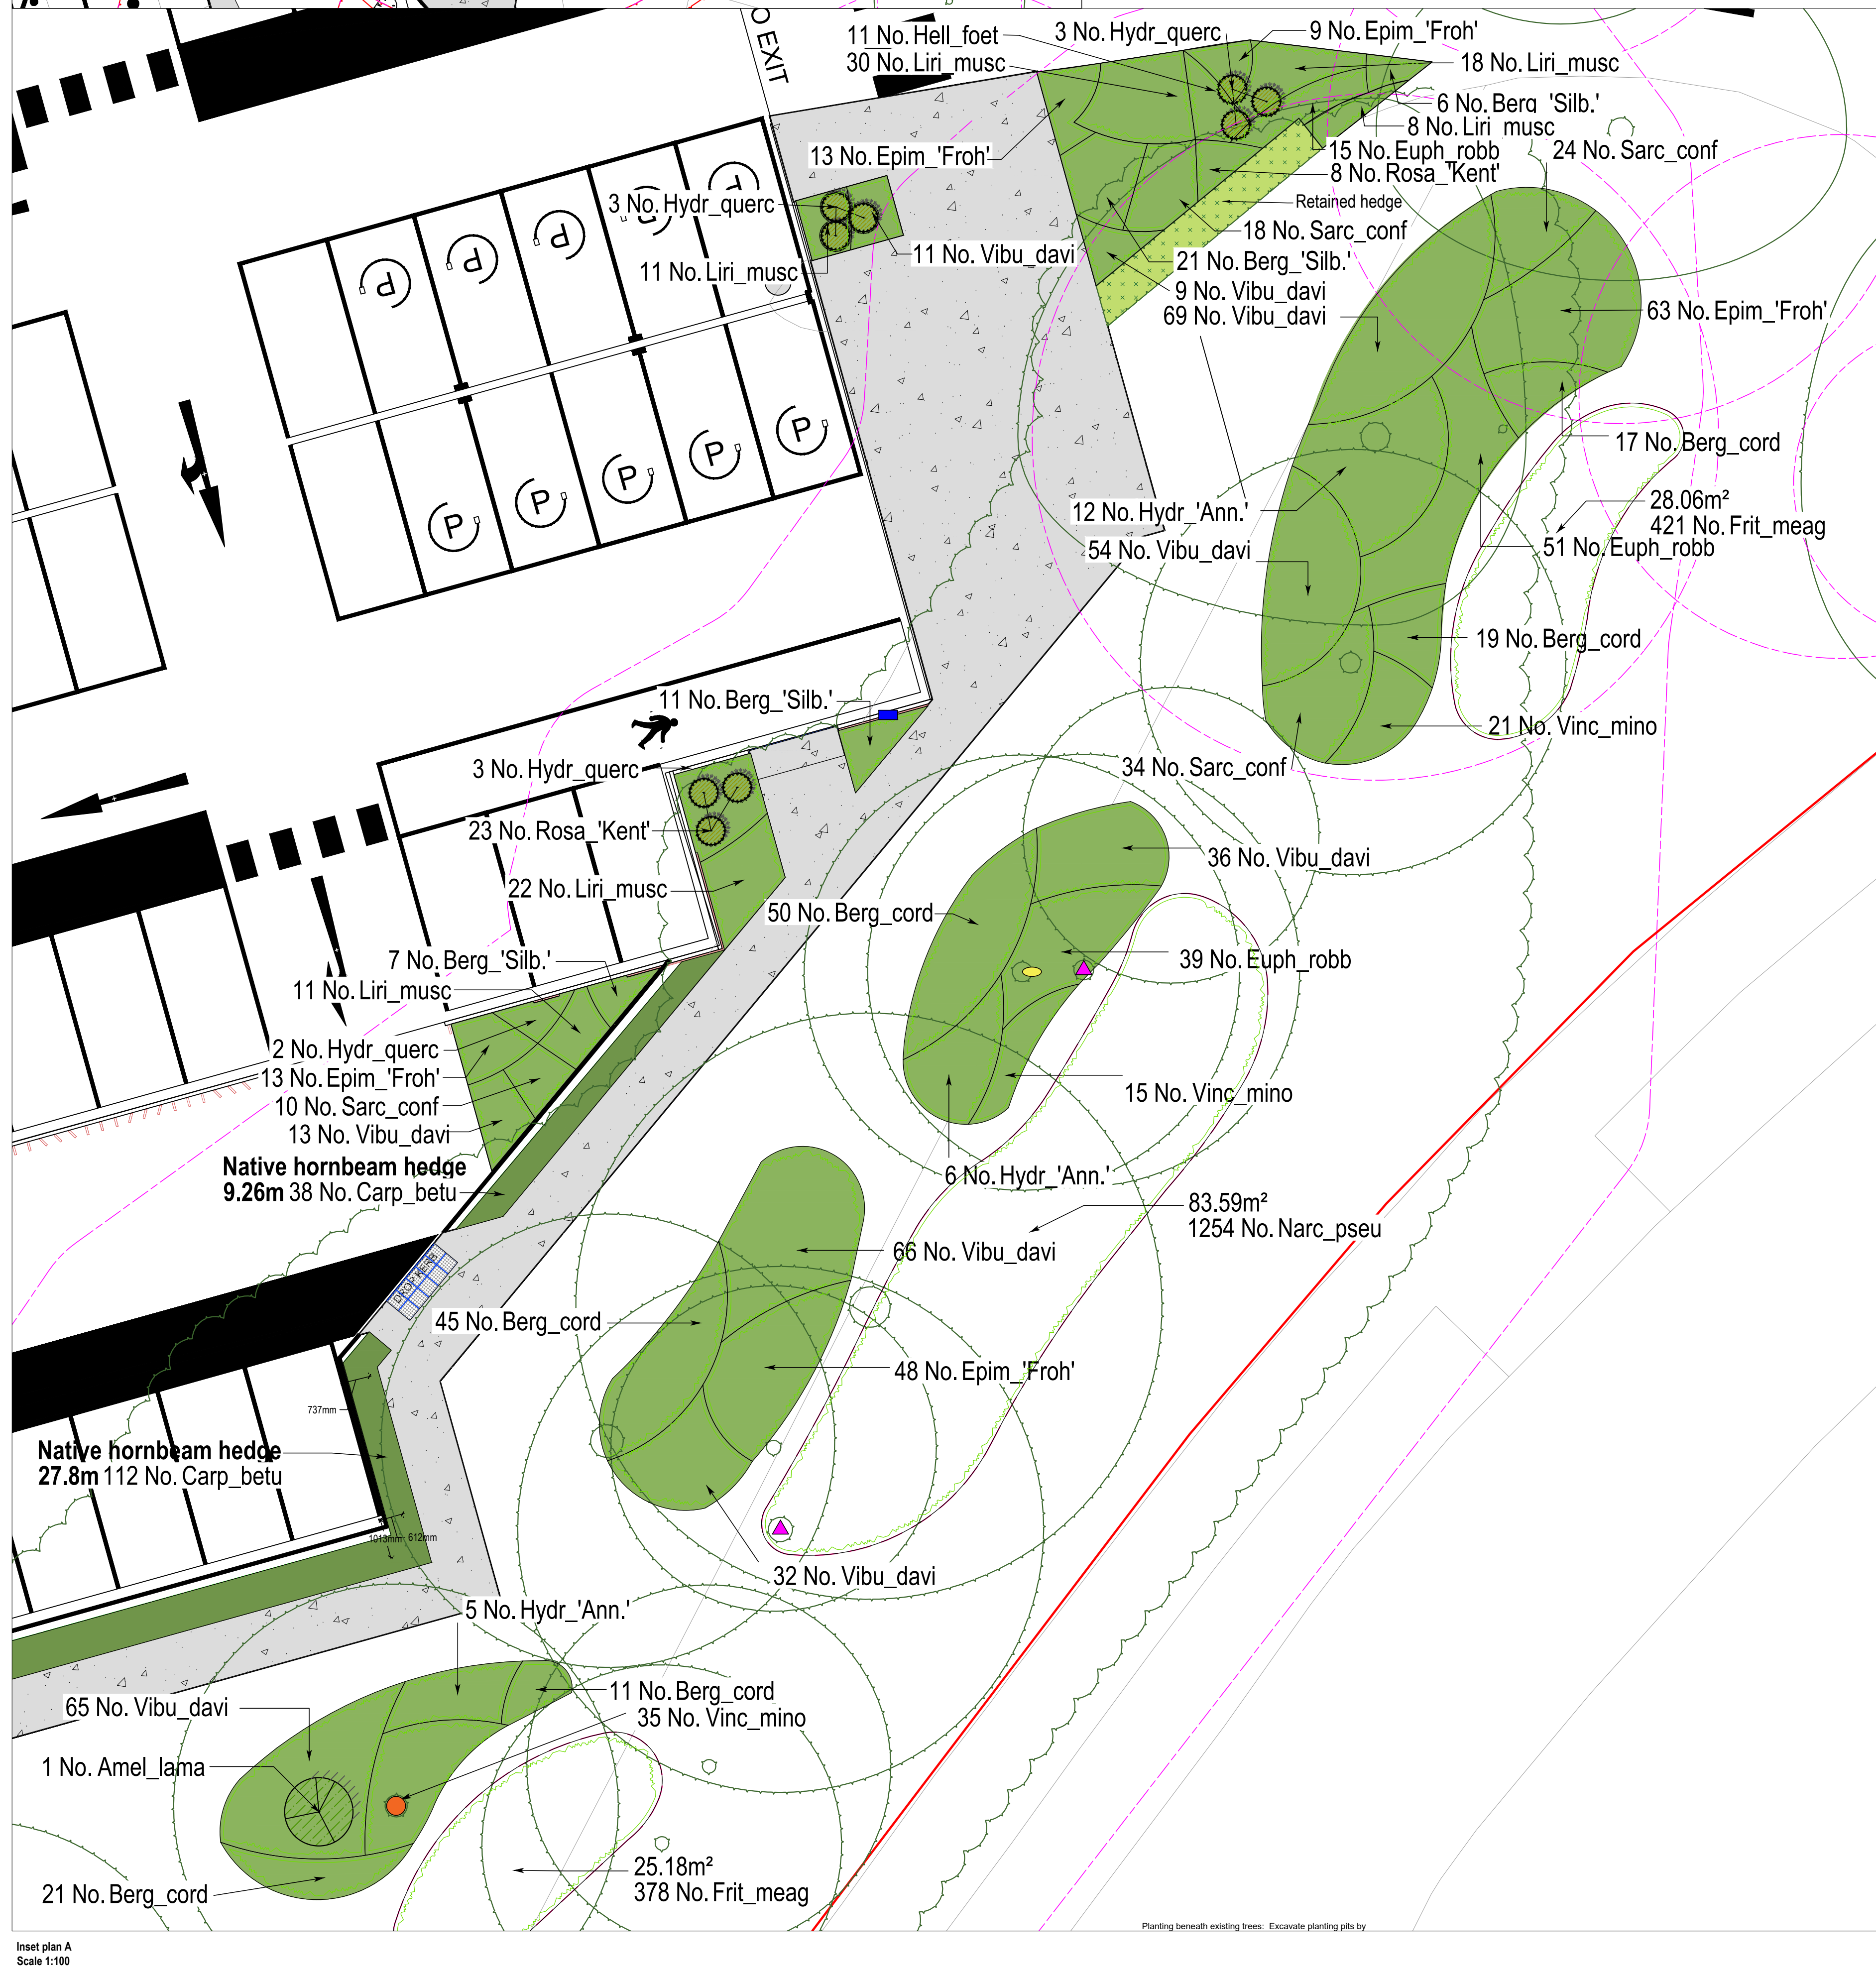 O EXIT
11 No. Hell_foet
30 No. Liri_musc
3 No. Hydr_querc
9 No. Epim_'Froh'
18 No. Liri_musc
6 No. Berg_'Silb.'
8 No. Liri_musc
15 No. Euph_robb
8 No. Rosa_'Kent'
24 No. Sarc_conf
13 No. Epim_'Froh'
Retained hedge
3 No. Hydr_querc
18 No. Sarc_conf
11 No. Vibu_davi
11 No. Liri_musc
21 No. Berg_'Silb.'
9 No. Vibu_davi
69 No. Vibu_davi
63 No. Epim_'Froh'
P
P
P
P
P
P
P
P
P
P
17 No. Berg_cord
28.06m²
421 No. Frit_meag
12 No. Hydr_'Ann.'
54 No. Vibu_davi
51 No. Euph_robb
19 No. Berg_cord
11 No. Berg_'Silb.'
21 No. Vinc_mino
34 No. Sarc_conf
3 No. Hydr_querc
23 No. Rosa_'Kent'
36 No. Vibu_davi
22 No. Liri_musc
50 No. Berg_cord
39 No. Euph_robb
7 No. Berg_'Silb.'
11 No. Liri_musc
2 No. Hydr_querc
13 No. Epim_'Froh'
10 No. Sarc_conf
13 No. Vibu_davi
15 No. Vinc_mino
Native hornbeam hedge
9.26m 38 No. Carp_betu
6 No. Hydr_'Ann.'
83.59m²
1254 No. Narc_pseu
66 No. Vibu_davi
DROP KERB
45 No. Berg_cord
48 No. Epim_'Froh'
737mm
Native hornbeam hedge
27.8m 112 No. Carp_betu
1013mm 612mm
32 No. Vibu_davi
5 No. Hydr_'Ann.'
11 No. Berg_cord
35 No. Vinc_mino
65 No. Vibu_davi
1 No. Amel_lama
25.18m²
378 No. Frit_meag
21 No. Berg_cord
Planting beneath existing trees: Excavate planting pits by
Inset plan A
Scale 1:100